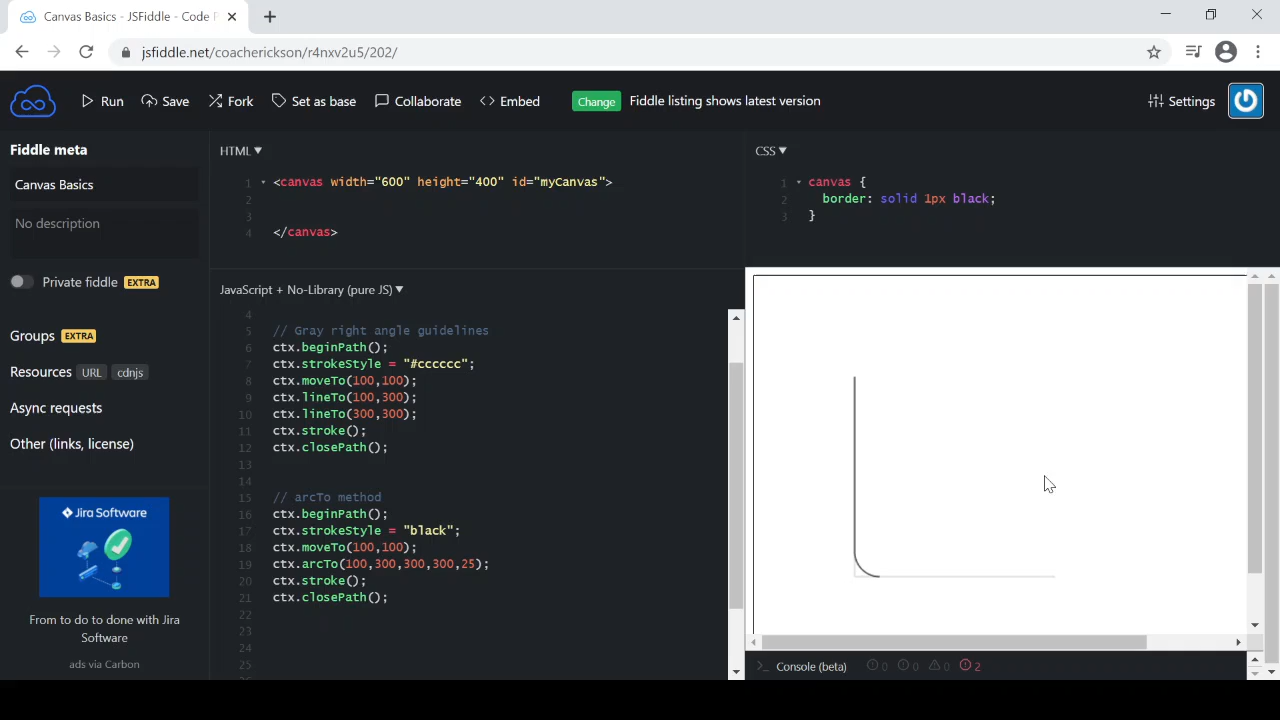 Canvas Basics - JSFiddle - Code P
jsfiddle.net/coacherickson/r4nxv2u5/202/
Run
Save
Fork
Set as base
Collaborate
Embed
Change
Fiddle listing shows latest version
Settings
Fiddle meta
Canvas Basics
No description
Private fiddle EXTRA
Groups EXTRA
Resources URL cdnjs
Async requests
Other (links, license)
Jira Software
From to do to done with Jira
Software
ads via Carbon
HTML▼
1 <canvas width="600" height="400" id="myCanvas">
2
3
4 </canvas>
CSS▼
1 canvas {
2 border: solid 1px black;
3 }
JavaScript + No-Library (pure JS)▼
4
5 // Gray right angle guidelines
6 ctx.beginPath();
7 ctx.strokeStyle = "#cccccc";
8 ctx.moveTo(100,100);
9 ctx.lineTo(100,300);
10 ctx.lineTo(300,300);
11 ctx.stroke();
12 ctx.closePath();
13
14
15 // arcTo method
16 ctx.beginPath();
17 ctx.strokeStyle = "black";
18 ctx.moveTo(100,100);
19 ctx.arcTo(100,300,300,300,25);
20 ctx.stroke();
21 ctx.closePath();
22
23
24
25
>_ Console (beta) 0 0 0 2